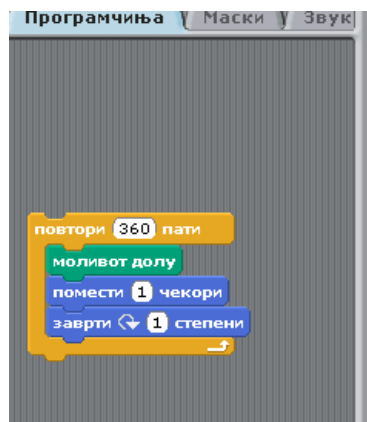 Програмчиња Маски Звук
повтори 360 пати
моливот долу
помести 1 чекори
заврти 1 степени